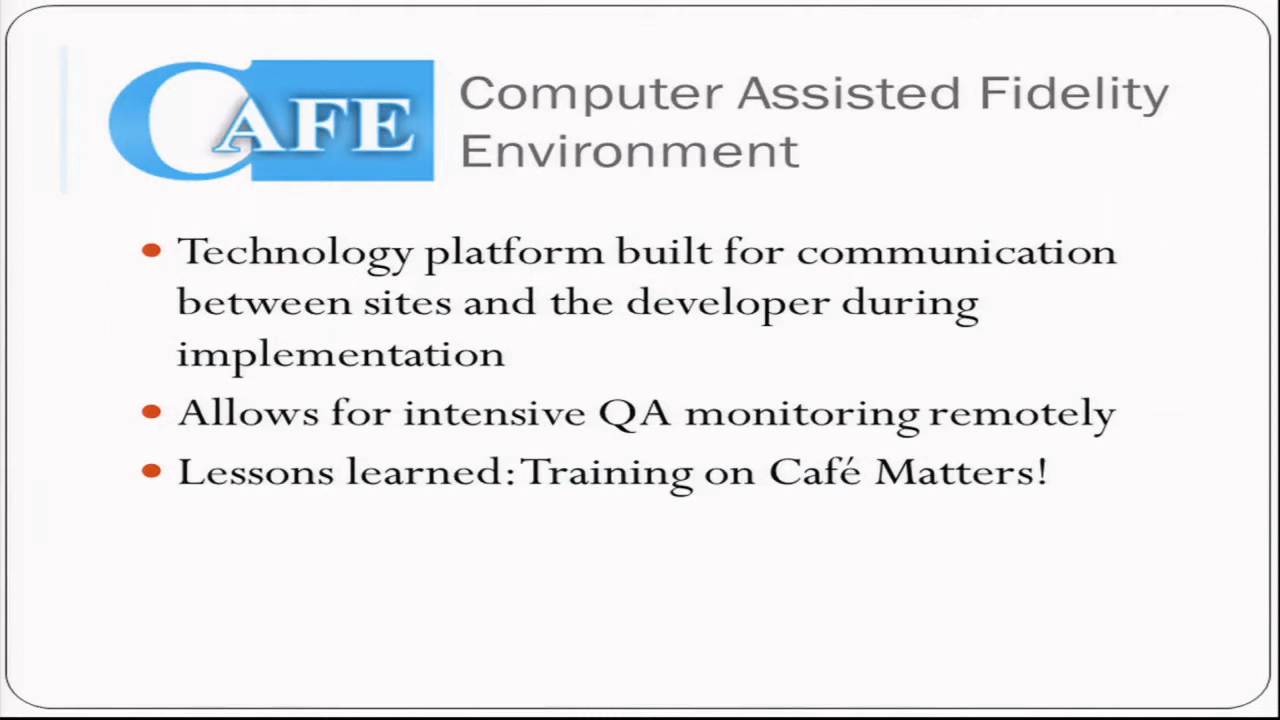 CAFE
Computer Assisted Fidelity
Environment
• Technology platform built for communication
between sites and the developer during
implementation
• Allows for intensive QA monitoring remotely
• Lessons learned: Training on Café Matters!